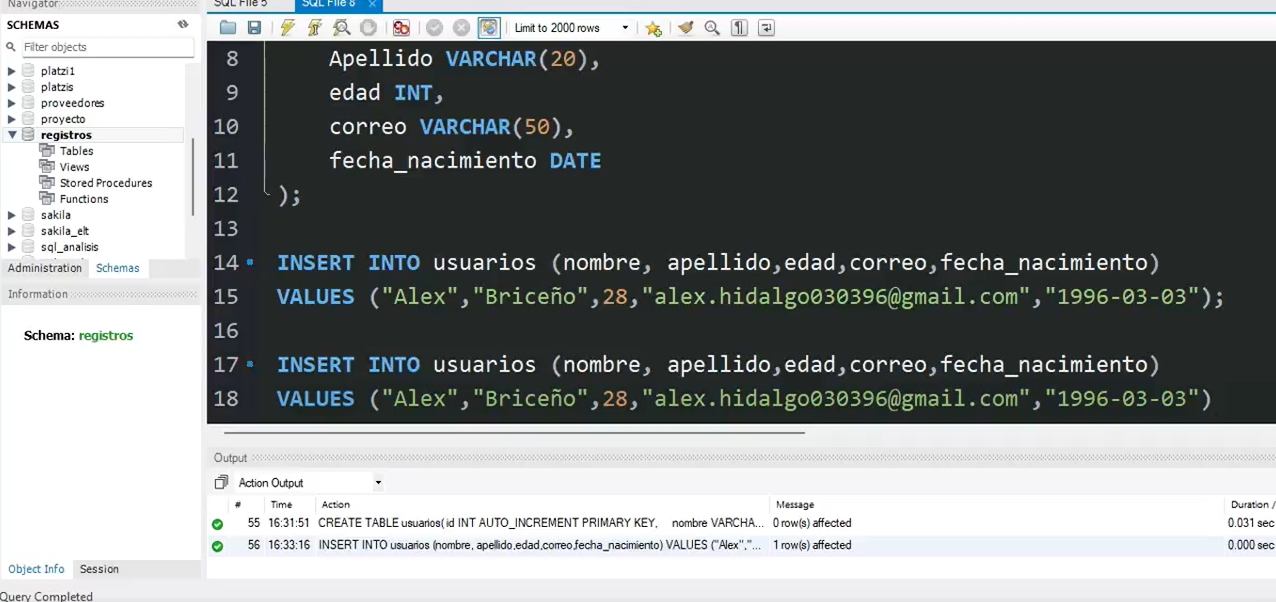 Navigator
SCHEMAS
Filter objects
platzi1
platzis
proveedores
proyecto
registros
Tables
Views
Stored Procedures
Functions
sakila
sakila_elt
sql_analisis
Administration Schemas
Information
Schema: registros
Object Info Session
Query Completed
SQL File 5 SQL File 8
Limit to 2000 rows
8 Apellido VARCHAR(20),
9 edad INT,
10 correo VARCHAR(50),
11 fecha_nacimiento DATE
12 );
13
14 INSERT INTO usuarios (nombre, apellido,edad,correo,fecha_nacimiento)
15 VALUES ("Alex","Briceño",28,"alex.hidalgo030396@gmail.com","1996-03-03");
16
17 INSERT INTO usuarios (nombre, apellido,edad,correo,fecha_nacimiento)
18 VALUES ("Alex","Briceño",28,"alex.hidalgo030396@gmail.com","1996-03-03")
Output
Action Output
# Time Action Message Duration /
55 16:31:51 CREATE TABLE usuarios( id INT AUTO_INCREMENT PRIMARY KEY, nombre VARCHA... 0 row(s) affected 0.031 sec
56 16:33:16 INSERT INTO usuarios (nombre, apellido,edad,correo,fecha_nacimiento) VALUES ("Alex","... 1 row(s) affected 0.000 sec